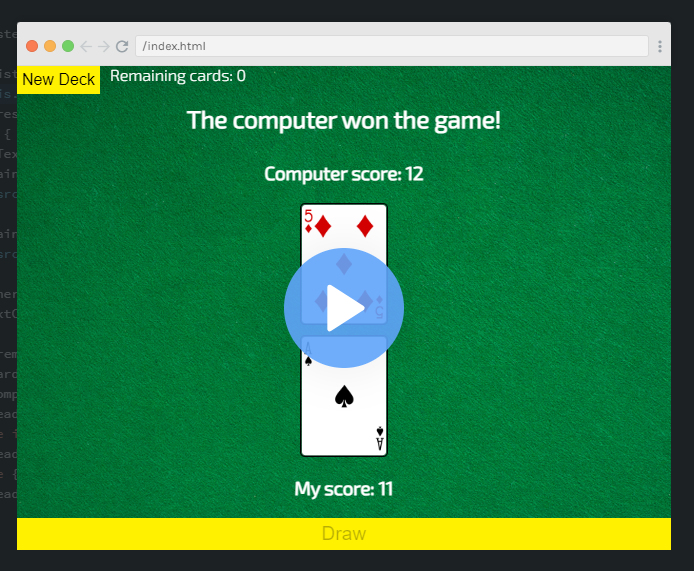 /index.html
New Deck
Remaining cards: 0
The computer won the game!
Computer score: 12
5
5
A
A
My score: 11
Draw